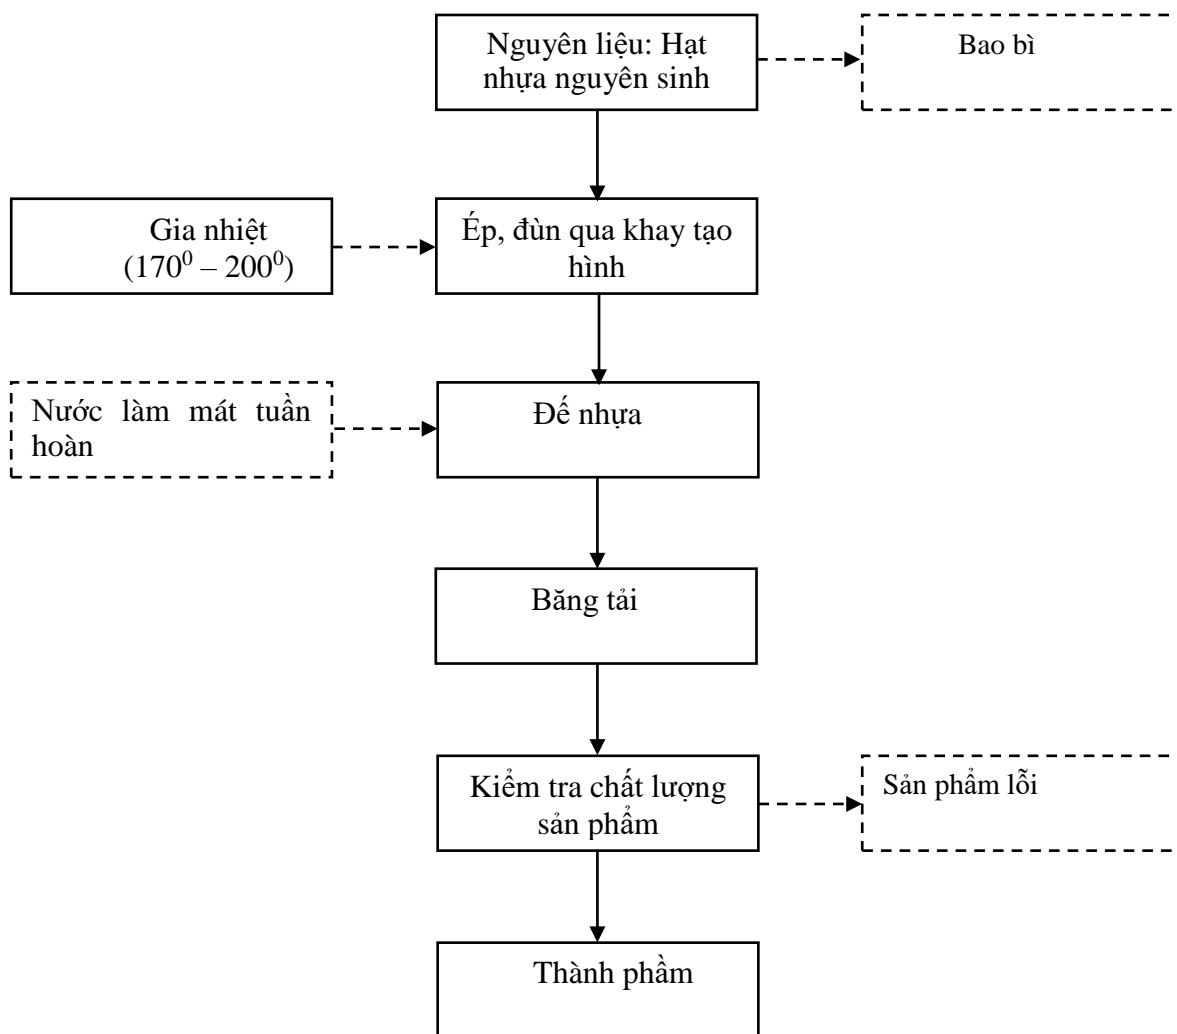 Nguyên liệu: Hạt
nhựa nguyên sinh
Bao bì
Gia nhiệt
(170⁰ – 200⁰)
Ép, đùn qua khay tạo
hình
Nước làm mát tuần
hoàn
Đế nhựa
Băng tải
Kiểm tra chất lượng
sản phẩm
Sản phẩm lỗi
Thành phầm